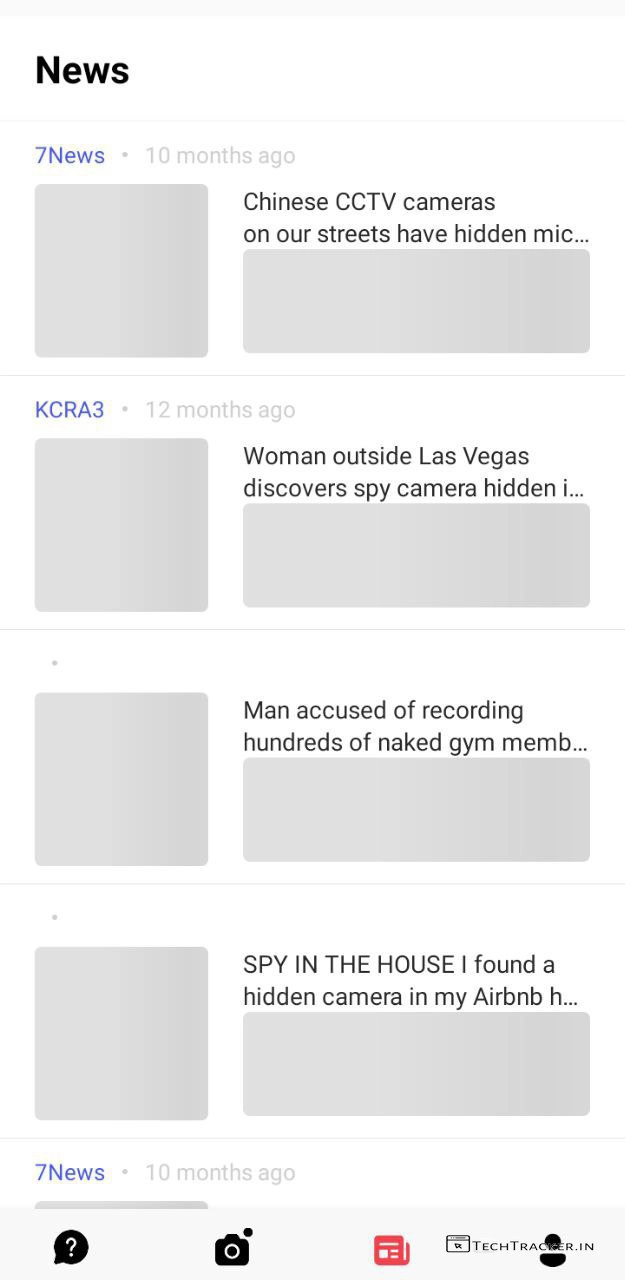 News
7News • 10 months ago
Chinese CCTV cameras
on our streets have hidden mic...
KCRA3 • 12 months ago
Woman outside Las Vegas
discovers spy camera hidden i...
•
Man accused of recording
hundreds of naked gym memb...
•
SPY IN THE HOUSE I found a
hidden camera in my Airbnb h...
7News • 10 months ago
?
TECHTRACKER.IN